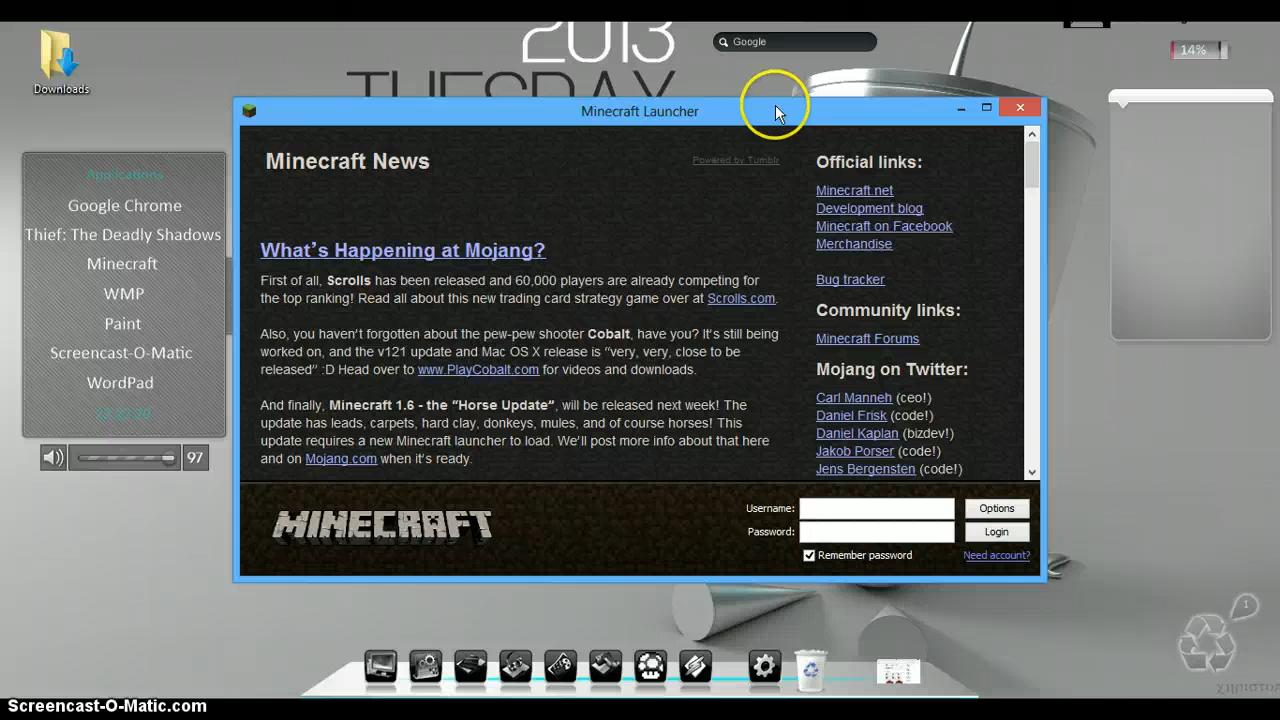 2013
TUESDAY
Google
14%
Downloads
Minecraft Launcher
Minecraft News
Powered by Tumblr
What's Happening at Mojang?
First of all, Scrolls has been released and 60,000 players are already competing for
the top ranking! Read all about this new trading card strategy game over at Scrolls.com.
Also, you haven't forgotten about the pew-pew shooter Cobalt, have you? It's still being
worked on, and the v121 update and Mac OS X release is “very, very, close to be
released” :D Head over to www.PlayCobalt.com for videos and downloads.
And finally, Minecraft 1.6 - the “Horse Update”, will be released next week! The
update has leads, carpets, hard clay, donkeys, mules, and of course horses! This
update requires a new Minecraft launcher to load. We'll post more info about that here
and on Mojang.com when it's ready.
Official links:
Minecraft.net
Development blog
Minecraft on Facebook
Merchandise
Bug tracker
Community links:
Minecraft Forums
Mojang on Twitter:
Carl Manneh (ceo!)
Daniel Frisk (code!)
Daniel Kaplan (bizdev!)
Jakob Porser (code!)
Jens Bergensten (code!)
Applications
Google Chrome
Thief: The Deadly Shadows
Minecraft
WMP
Paint
Screencast-O-Matic
WordPad
97
MINECRAFT
Username:
Options
Password:
Login
Remember password
Need account?
1
Screencast-O-Matic.com